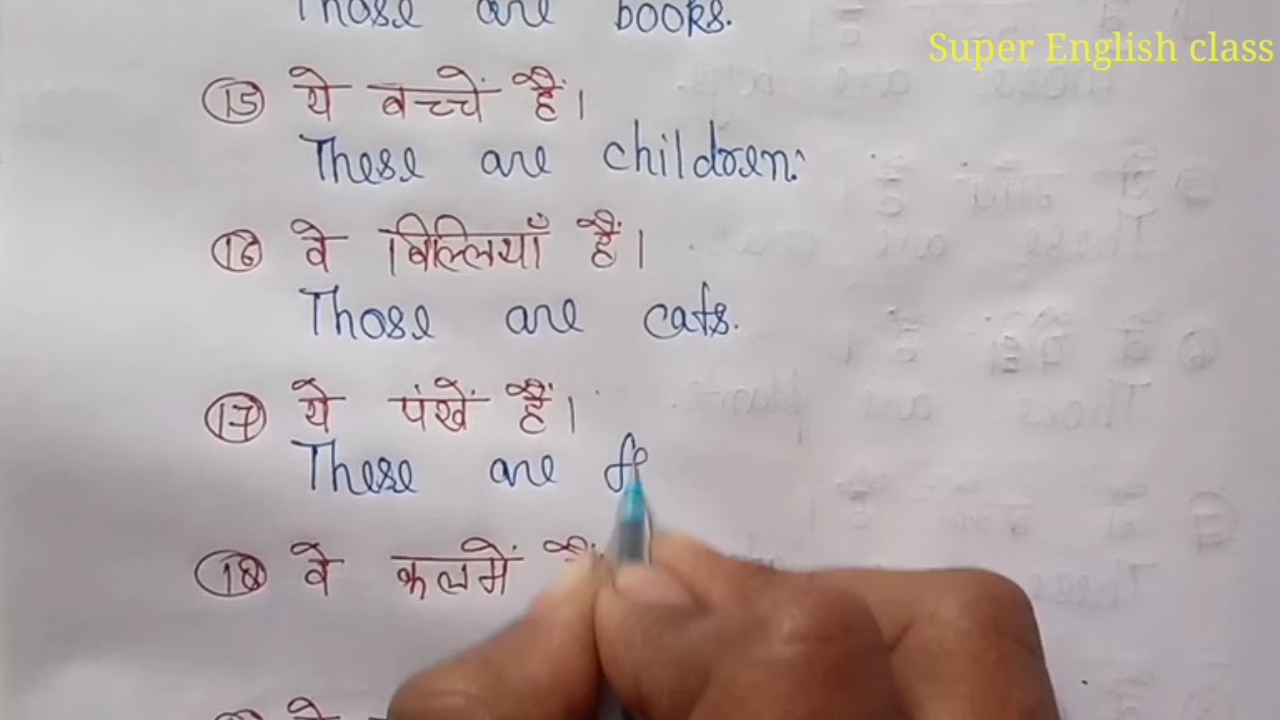 Those are books.
Super English class
15 ये बच्चें हैं।
These are children.
16 वे बिल्लियाँ हैं।
Those are cats.
17 ये पंखें हैं।
These are f
18 वे कलमें